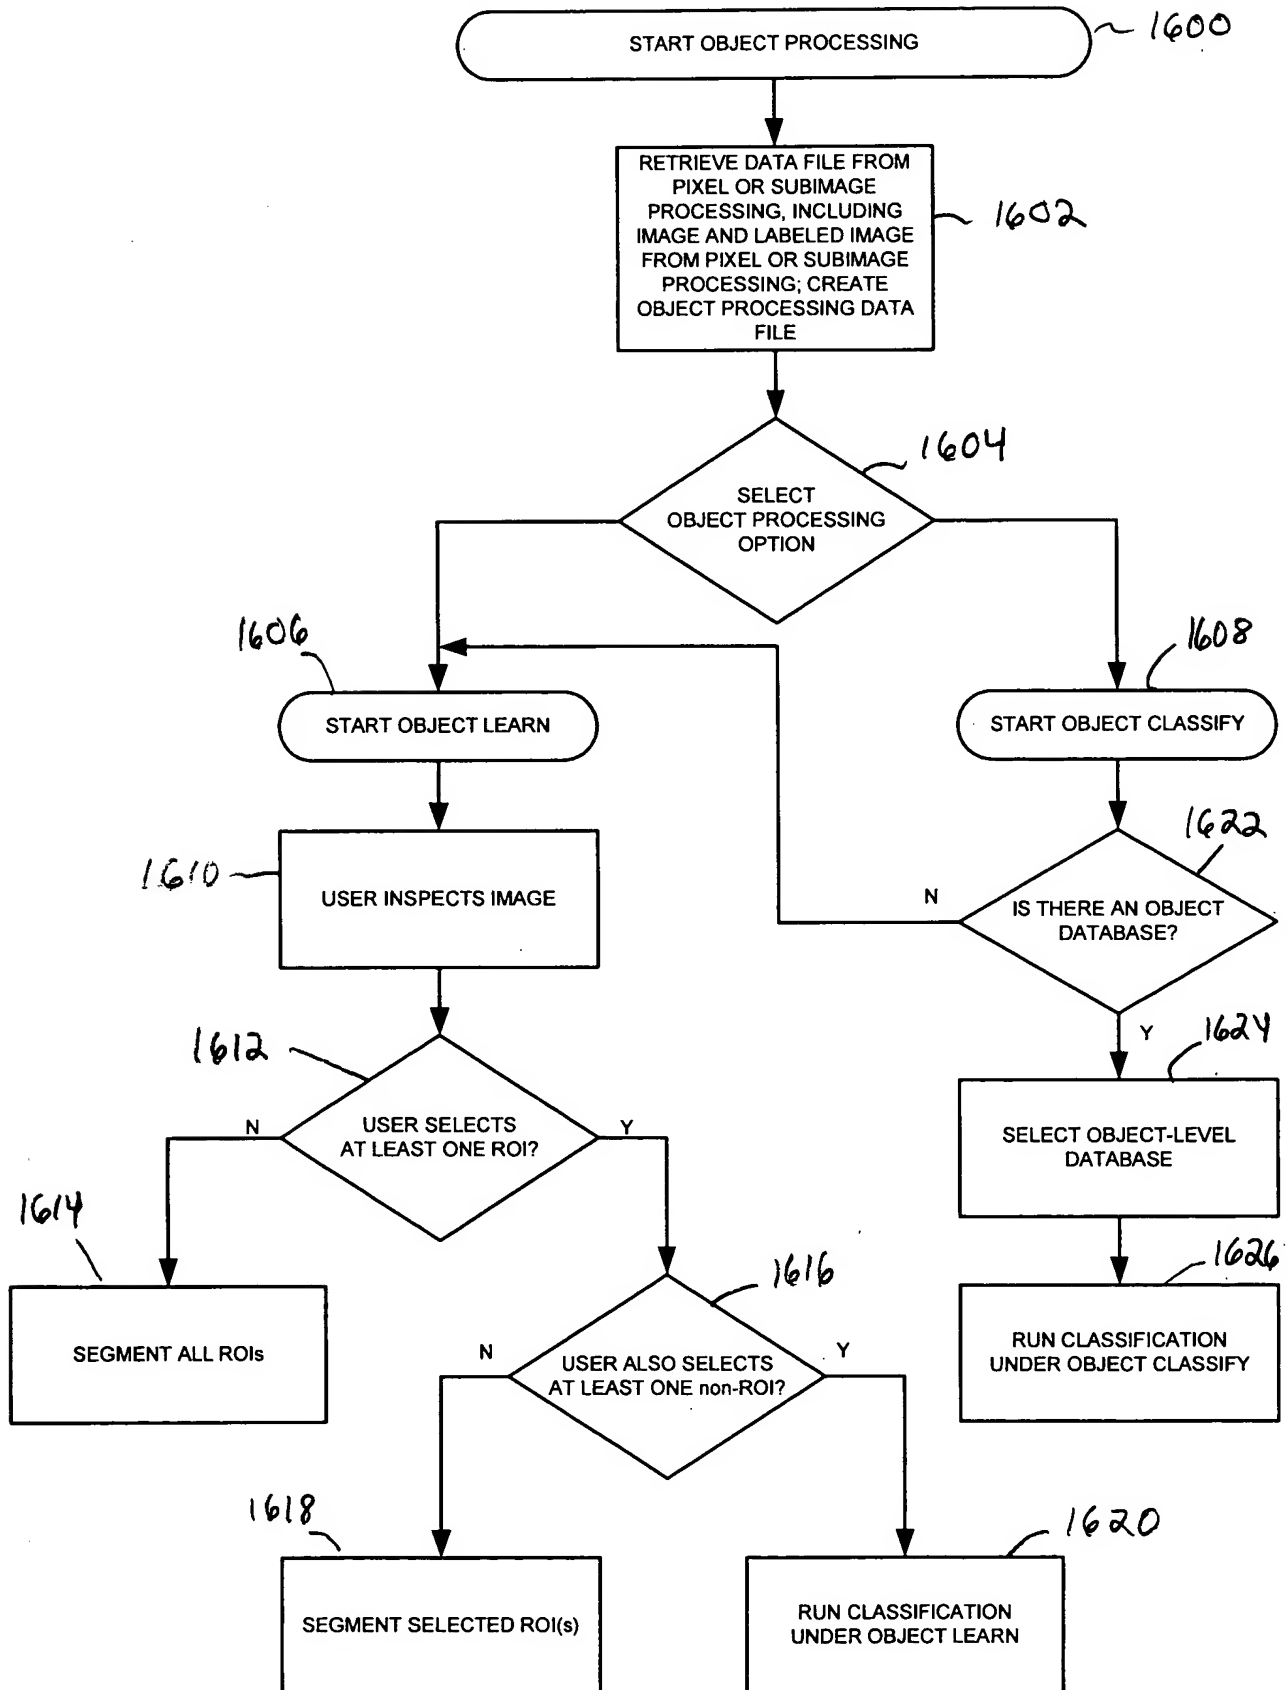 START OBJECT PROCESSING
1600
RETRIEVE DATA FILE FROM
PIXEL OR SUBIMAGE
PROCESSING, INCLUDING
IMAGE AND LABELED IMAGE
FROM PIXEL OR SUBIMAGE
PROCESSING; CREATE
OBJECT PROCESSING DATA
FILE
1602
1604
SELECT
OBJECT PROCESSING
OPTION
1606
1608
START OBJECT LEARN
START OBJECT CLASSIFY
1610
USER INSPECTS IMAGE
1622
N
IS THERE AN OBJECT
DATABASE?
Y
1612
1624
N
USER SELECTS
AT LEAST ONE ROI?
Y
SELECT OBJECT-LEVEL
DATABASE
1614
1616
1626
SEGMENT ALL ROIs
N
USER ALSO SELECTS
AT LEAST ONE non-ROI?
Y
RUN CLASSIFICATION
UNDER OBJECT CLASSIFY
1618
1620
SEGMENT SELECTED ROI(s)
RUN CLASSIFICATION
UNDER OBJECT LEARN